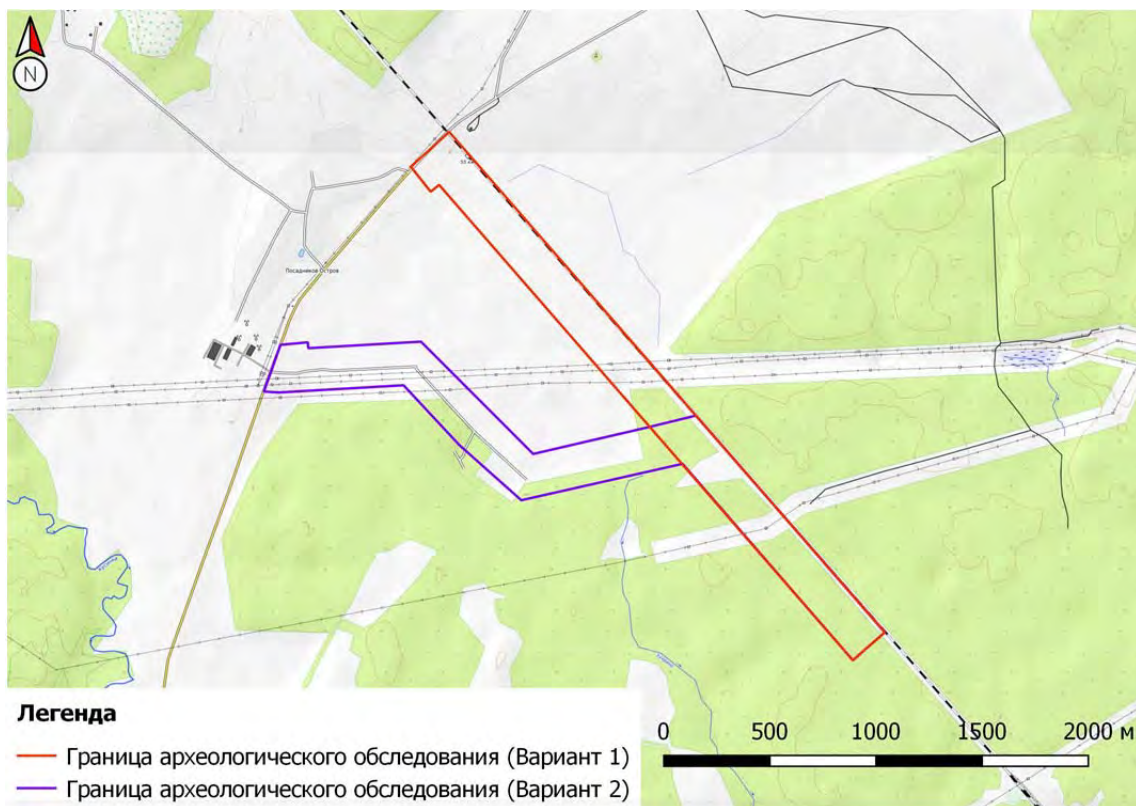 N
Посадников Остров
Легенда
Граница археологического обследования (Вариант 1)
Граница археологического обследования (Вариант 2)
0 500 1000 1500 2000 м